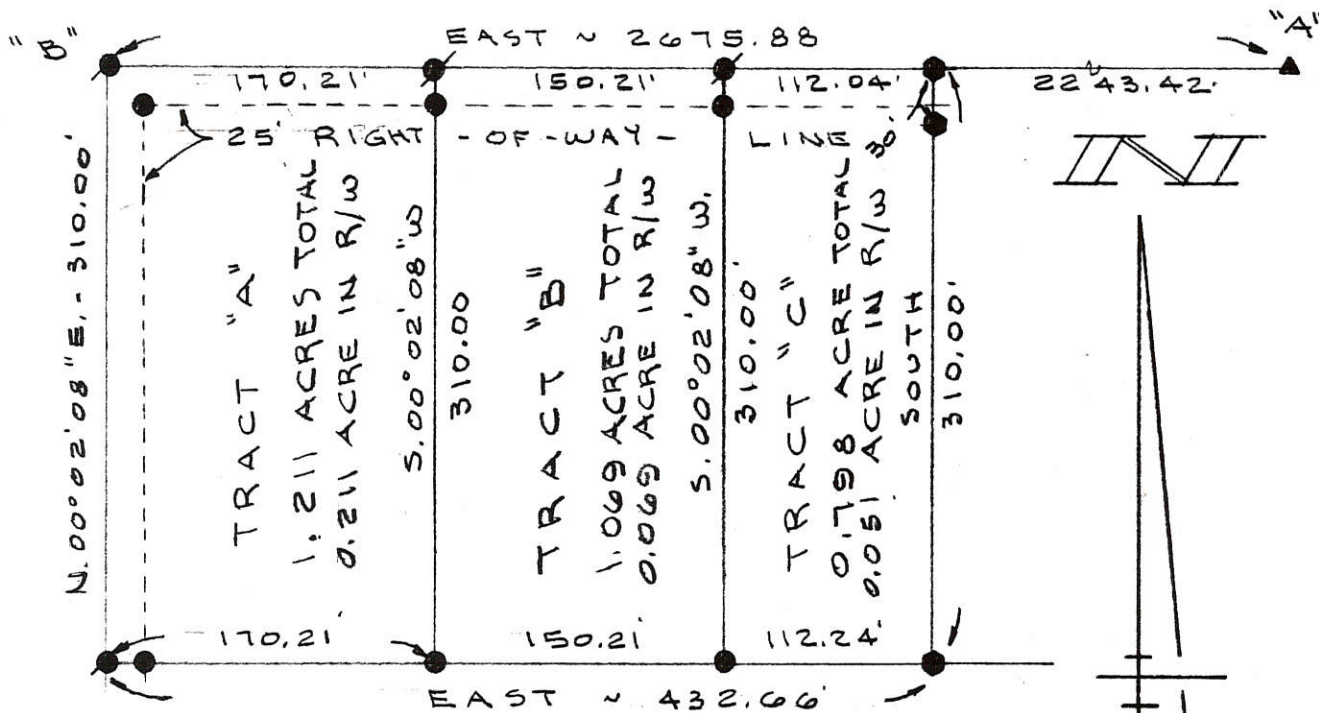 "B"
"A"
EAST ~ 2675.88
170.21'
150.21'
112.04'
22~43.42'
25' RIGHT - OF - WAY - LINE
30'
N.00°02'08"E. - 310.00'
TRACT "A"
1.211 ACRES TOTAL
0.211 ACRE IN R/W
S.00°02'08"W
310.00
TRACT "B"
1.069 ACRES TOTAL
0.069 ACRE IN R/W
S.00°02'08"W.
310.00'
TRACT "C"
0.798 ACRE TOTAL
0.051 ACRE IN R/W
SOUTH
310.00'
N
170.21'
150.21'
112.24'
EAST ~ 432.66'